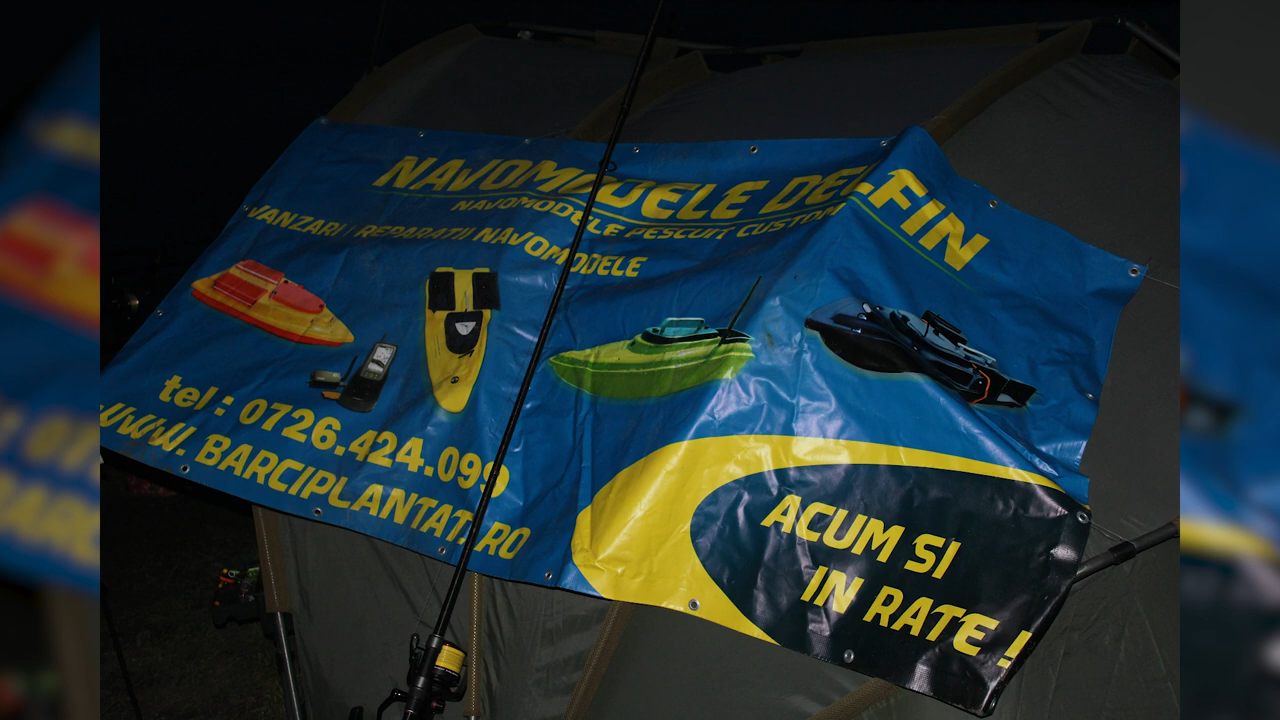 NAVOMODELE DELFIN
NAVOMODELE PESCUIT CUSTOM
VANZARI / REPARATII NAVOMODELE
tel : 0726.424.099
WWW. BARCIPLANTAT.RO
ACUM SI
IN RATE !